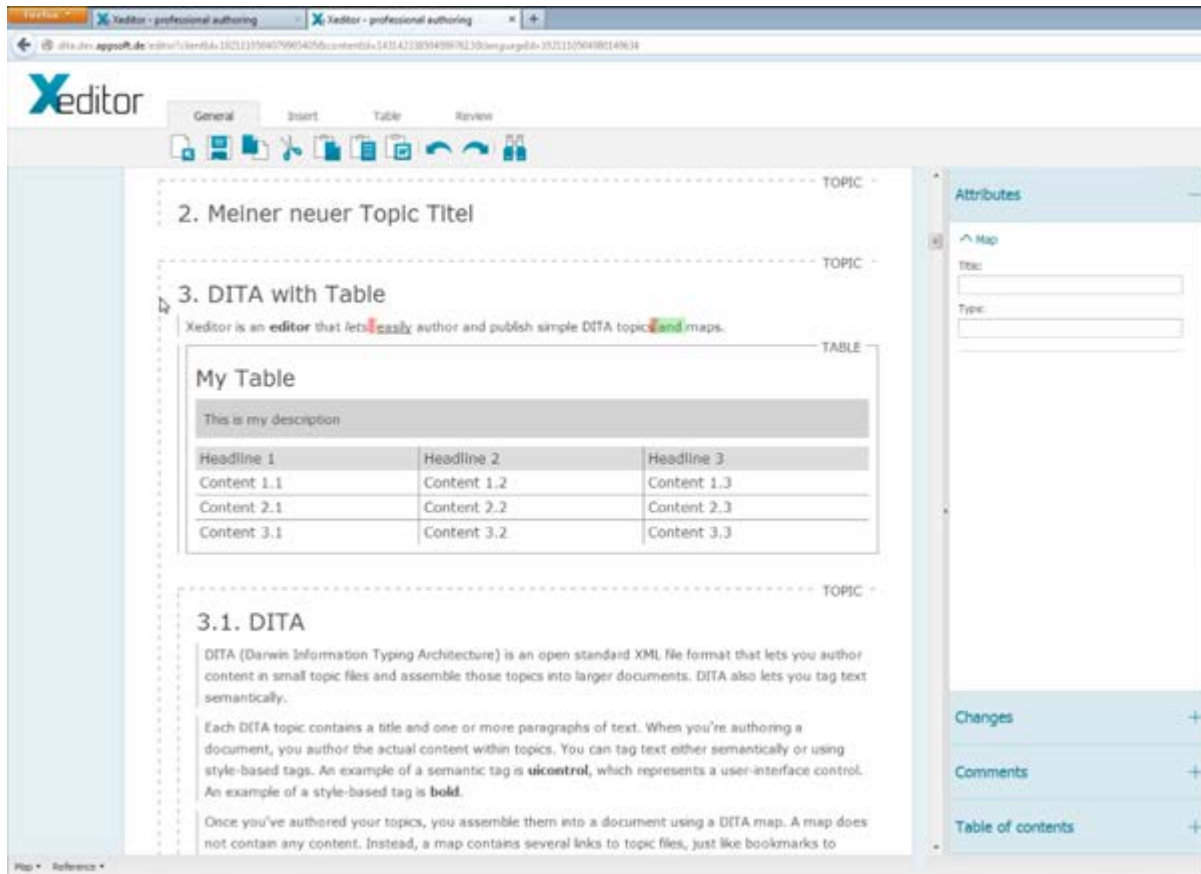 Firefox
Xeditor - professional authoring
Xeditor - professional authoring
Xeditor
General Insert Table Review
TOPIC
2. Meiner neuer Topic Titel
TOPIC
3. DITA with Table
Xeditor is an editor that lets easily author and publish simple DITA topics and maps.
TABLE
My Table
This is my description
Headline 1 Headline 2 Headline 3
Content 1.1 Content 1.2 Content 1.3
Content 2.1 Content 2.2 Content 2.3
Content 3.1 Content 3.2 Content 3.3
TOPIC
3.1. DITA
DITA (Darwin Information Typing Architecture) is an open standard XML file format that lets you author
content in small topic files and assemble those topics into larger documents. DITA also lets you tag text
semantically.
Each DITA topic contains a title and one or more paragraphs of text. When you're authoring a
document, you author the actual content within topics. You can tag text either semantically or using
style-based tags. An example of a semantic tag is uicontrol, which represents a user-interface control.
An example of a style-based tag is bold.
Once you've authored your topics, you assemble them into a document using a DITA map. A map does
not contain any content. Instead, a map contains several links to topic files, just like bookmarks to
Attributes
Map
Title:
Type:
Changes
Comments
Table of contents
Map Reference